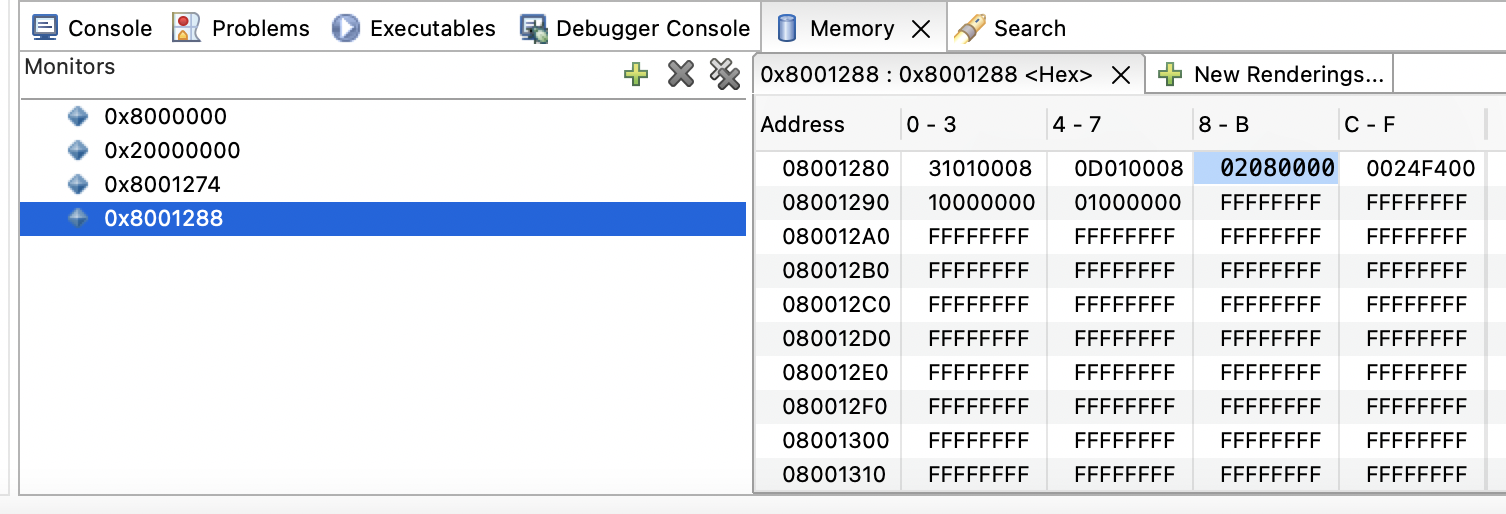 Console Problems Executables Debugger Console Memory Search
Monitors
0x8000000
0x20000000
0x8001274
0x8001288
0x8001288 : 0x8001288 <Hex> New Renderings...
Address 0 - 3 4 - 7 8 - B C - F
08001280 31010008 0D010008 02080000 0024F400
08001290 10000000 01000000 FFFFFFFF FFFFFFFF
080012A0 FFFFFFFF FFFFFFFF FFFFFFFF FFFFFFFF
080012B0 FFFFFFFF FFFFFFFF FFFFFFFF FFFFFFFF
080012C0 FFFFFFFF FFFFFFFF FFFFFFFF FFFFFFFF
080012D0 FFFFFFFF FFFFFFFF FFFFFFFF FFFFFFFF
080012E0 FFFFFFFF FFFFFFFF FFFFFFFF FFFFFFFF
080012F0 FFFFFFFF FFFFFFFF FFFFFFFF FFFFFFFF
08001300 FFFFFFFF FFFFFFFF FFFFFFFF FFFFFFFF
08001310 FFFFFFFF FFFFFFFF FFFFFFFF FFFFFFFF